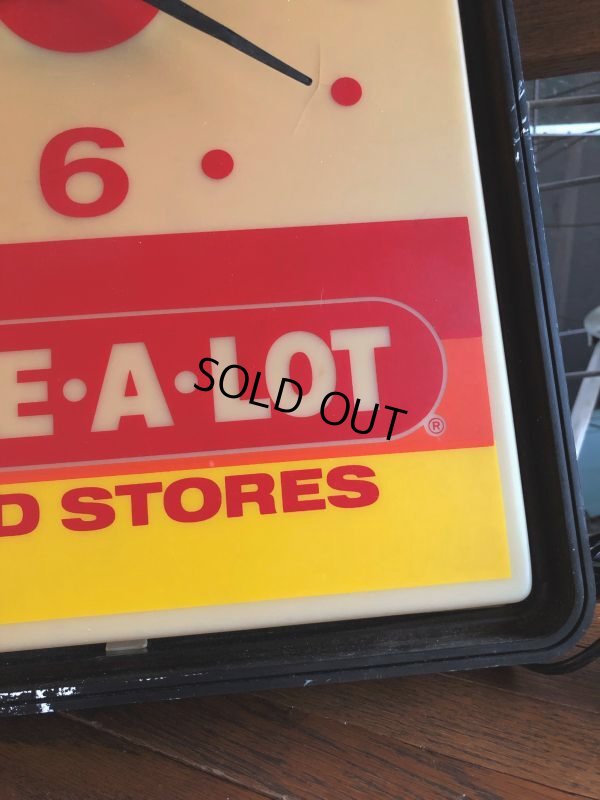 6
E·A·LOT
®
SOLD OUT
D STORES